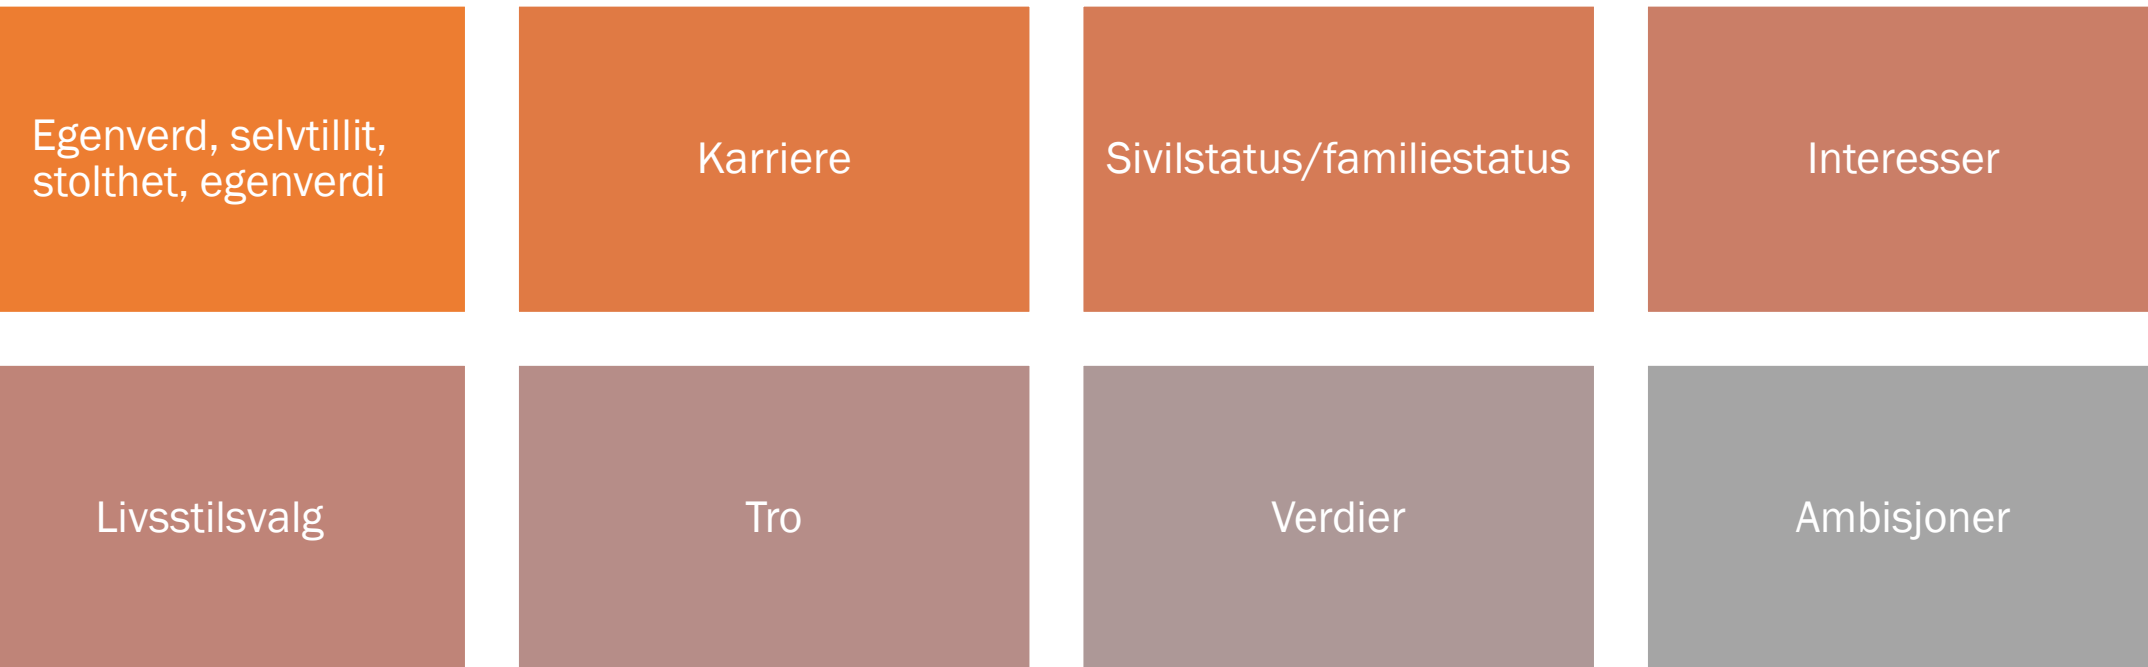 Egenverd, selvtillit,
stolthet, egenverdi
Karriere
Sivilstatus/familiestatus
Interesser
Livsstilsvalg
Tro
Verdier
Ambisjoner